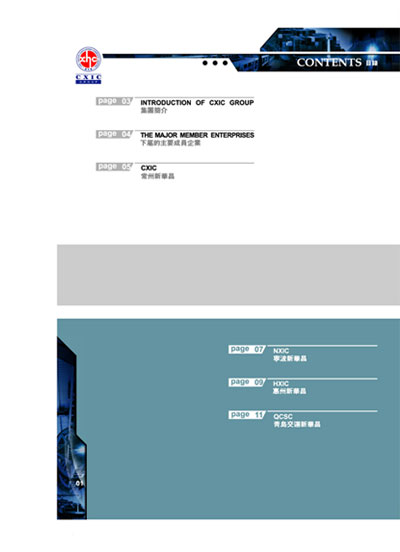 xhc
CXIC
GROUP
CONTENTS 目錄
page 03 INTRODUCTION OF CXIC GROUP
集團簡介
page 04 THE MAJOR MEMBER ENTERPRISES
下屬的主要成員企業
page 05 CXIC
常州新華昌
page 07 NXIC
寧波新華昌
page 09 HXIC
惠州新華昌
page 11 QCSC
青島交運新華昌
01